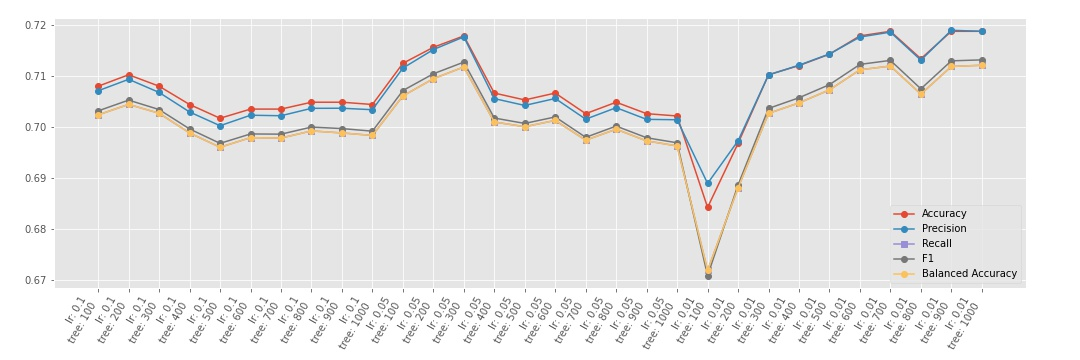 0.72
0.71
0.70
0.69
0.68
0.67
Accuracy
Precision
Recall
F1
Balanced Accuracy
lr: 0.1
tree: 100
lr: 0.1
tree: 200
lr: 0.1
tree: 300
lr: 0.1
tree: 400
lr: 0.1
tree: 500
lr: 0.1
tree: 600
lr: 0.1
tree: 700
lr: 0.1
tree: 800
lr: 0.1
tree: 900
lr: 0.1
tree: 1000
lr: 0.05
tree: 100
lr: 0.05
tree: 200
lr: 0.05
tree: 300
lr: 0.05
tree: 400
lr: 0.05
tree: 500
lr: 0.05
tree: 600
lr: 0.05
tree: 700
lr: 0.05
tree: 800
lr: 0.05
tree: 900
lr: 0.05
tree: 1000
lr: 0.01
tree: 100
lr: 0.01
tree: 200
lr: 0.01
tree: 300
lr: 0.01
tree: 400
lr: 0.01
tree: 500
lr: 0.01
tree: 600
lr: 0.01
tree: 700
lr: 0.01
tree: 800
lr: 0.01
tree: 900
lr: 0.01
tree: 1000